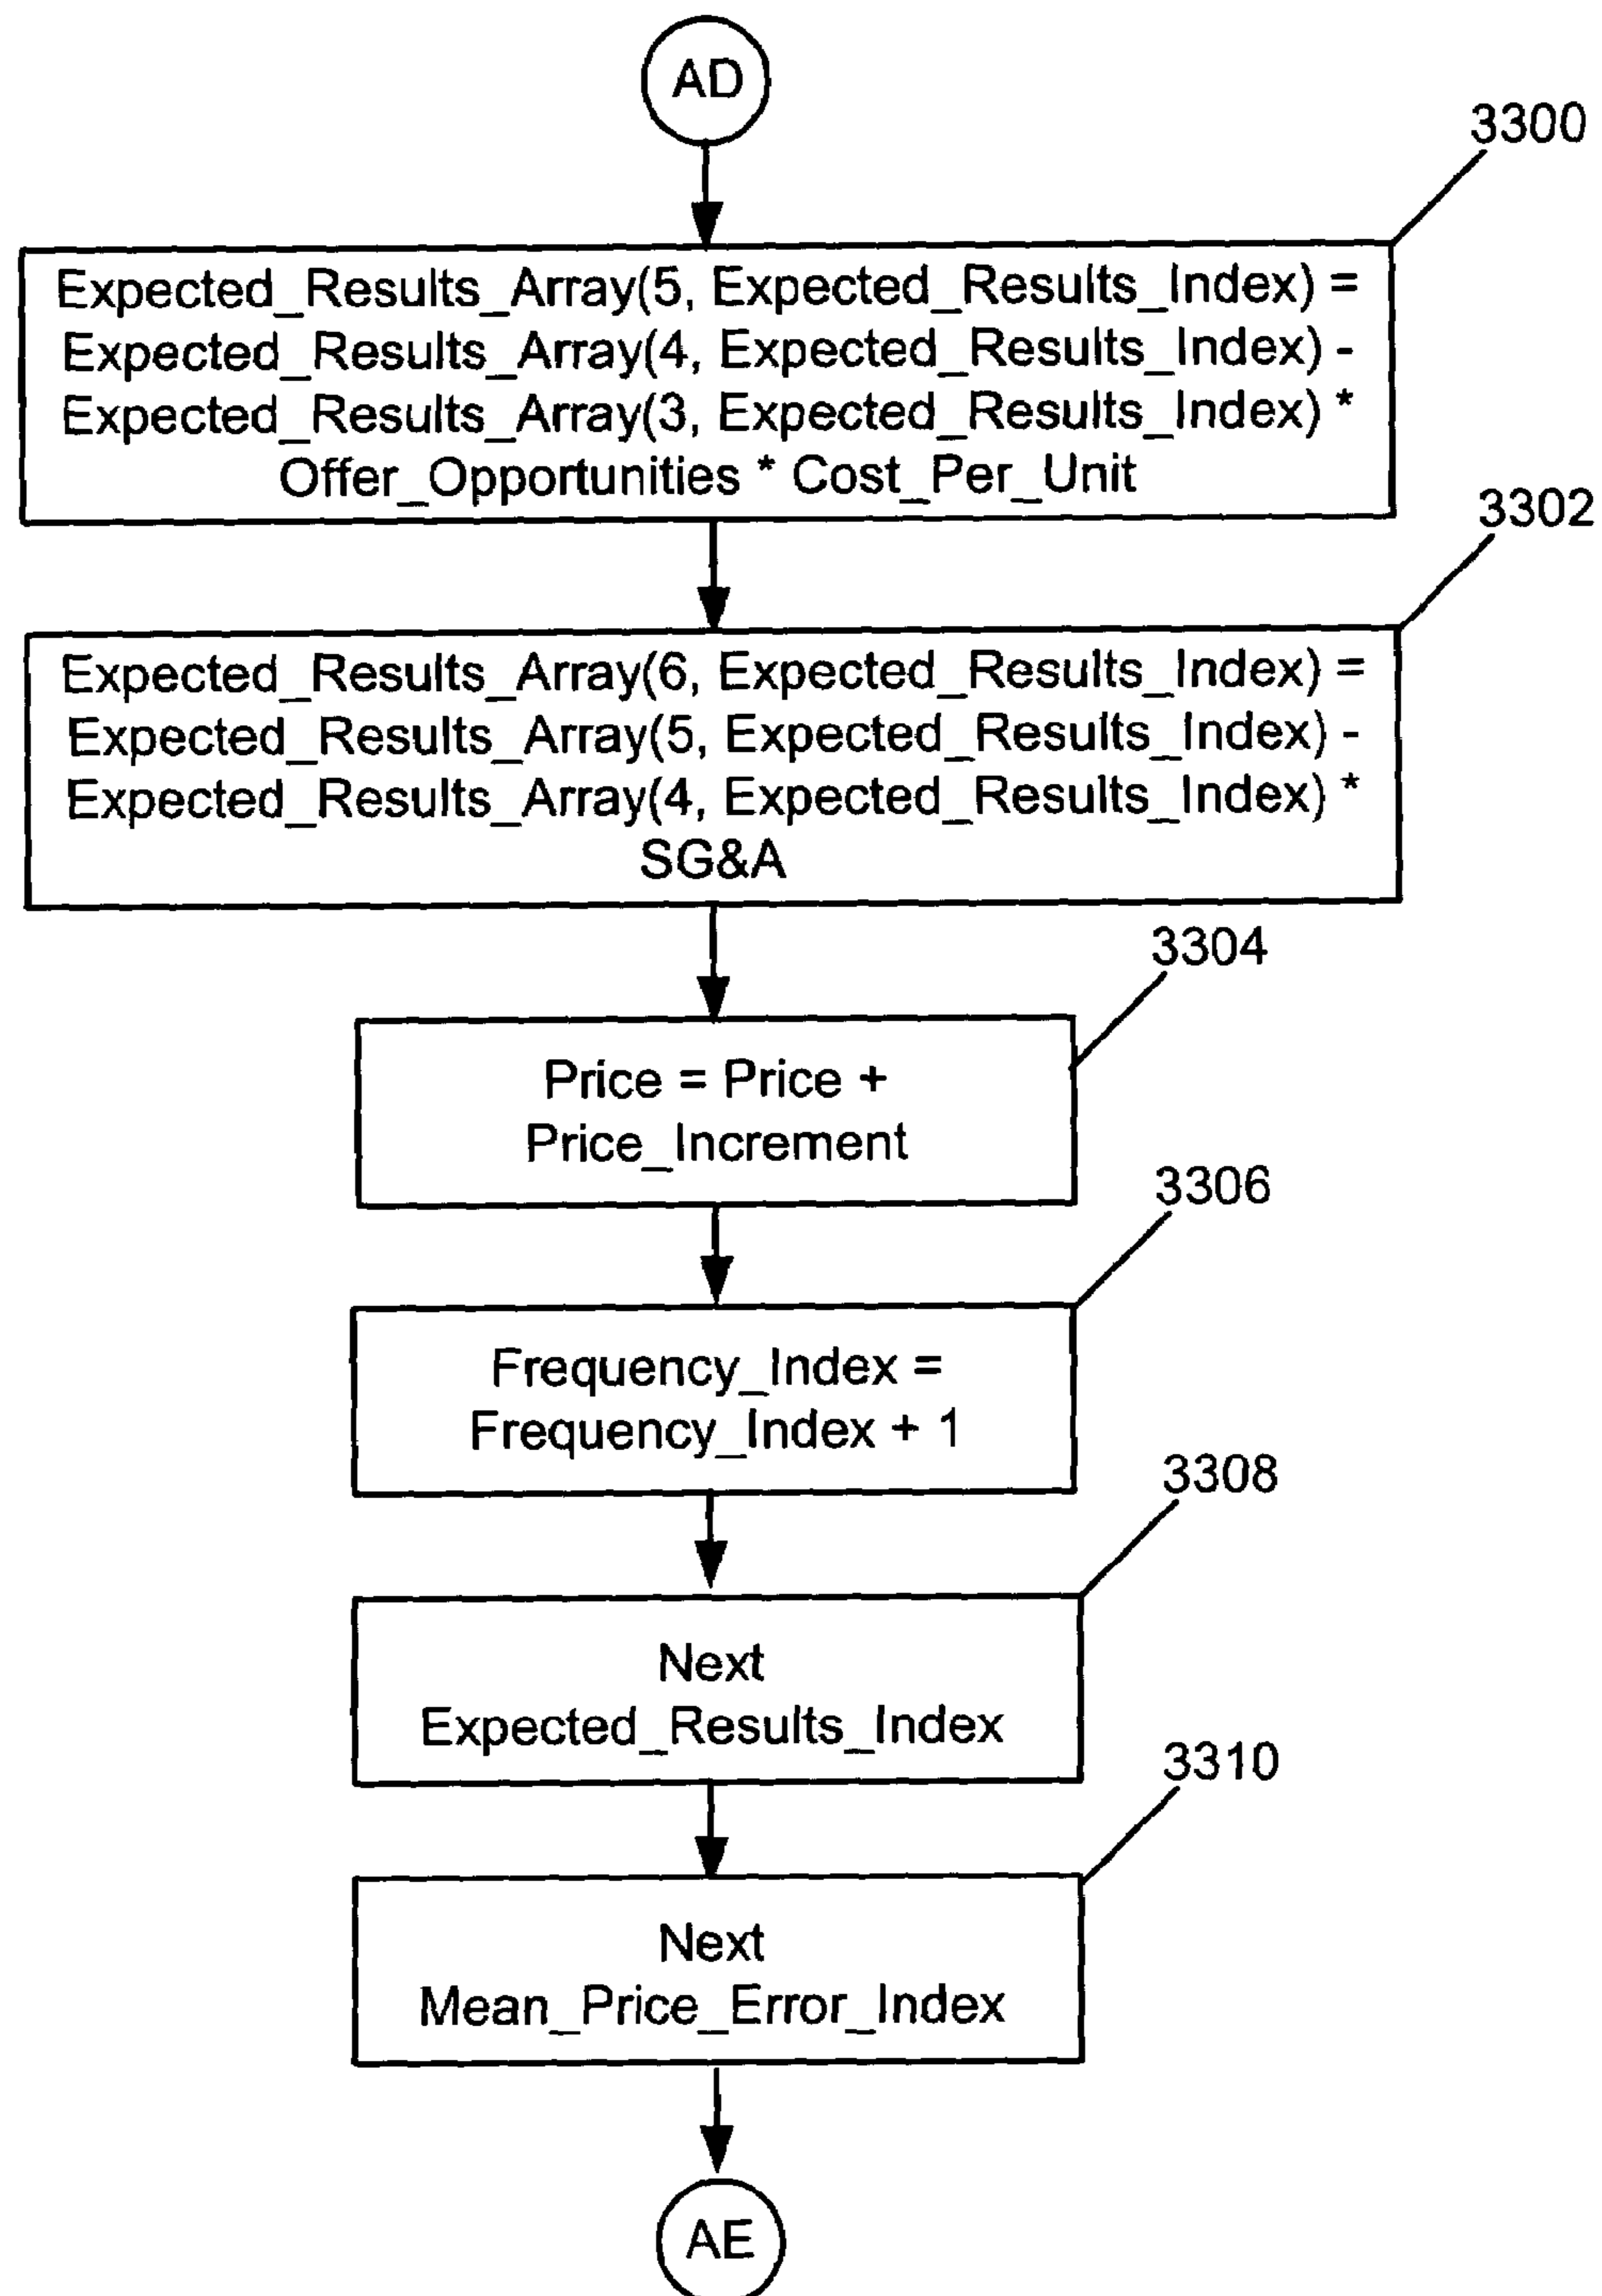 AD
3300
Expected_Results_Array(5, Expected_Results_Index) =
Expected_Results_Array(4, Expected_Results_Index) -
Expected_Results_Array(3, Expected_Results_Index) *
Offer_Opportunities * Cost_Per_Unit
3302
Expected_Results_Array(6, Expected_Results_Index) =
Expected_Results_Array(5, Expected_Results_Index) -
Expected_Results_Array(4, Expected_Results_Index) *
SG&A
3304
Price = Price +
Price_Increment
3306
Frequency_Index =
Frequency_Index + 1
3308
Next
Expected_Results_Index
3310
Next
Mean_Price_Error_Index
AE